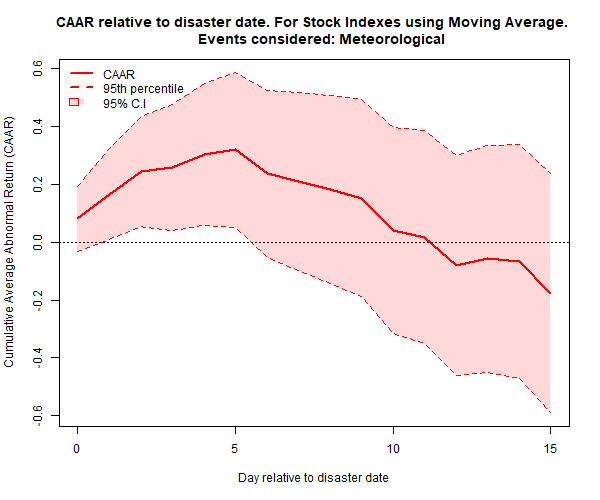 CAAR relative to disaster date. For Stock Indexes using Moving Average.
Events considered: Meteorological
CAAR
95th percentile
95% C.I
Cumulative Average Abnormal Return (CAAR)
0.6
0.4
0.2
0.0
-0.2
-0.4
-0.6
0 5 10 15
Day relative to disaster date